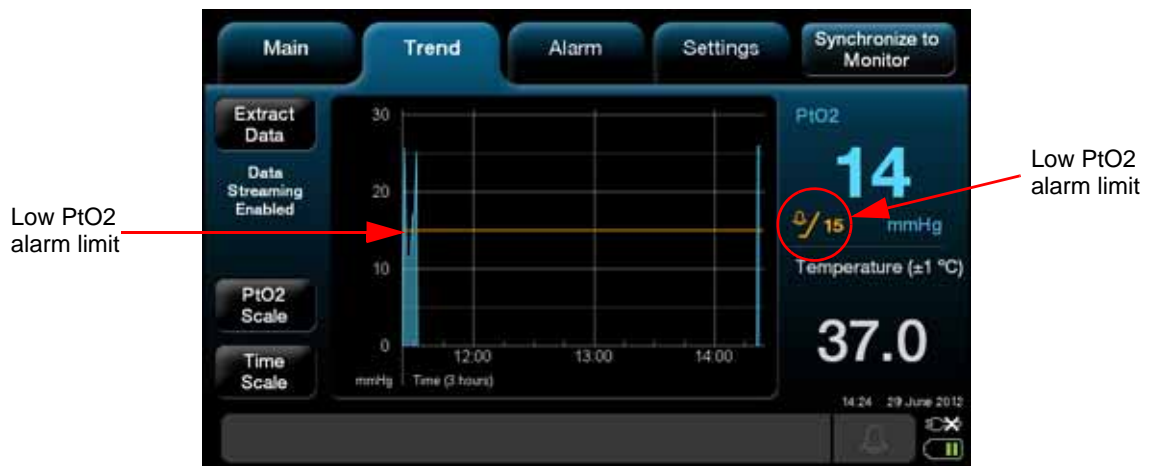 Main
Trend
Alarm
Settings
Synchronize to
Monitor
Extract
Data
Data
Streaming
Enabled
PtO2
Scale
Time
Scale
30
20
10
0
12:00
13:00
14:00
mmHg
Time (3 hours)
PtO2
14
15
mmHg
Temperature (±1 ºC)
37.0
14:24 29 June 2012
Low PtO2
alarm limit
Low PtO2
alarm limit